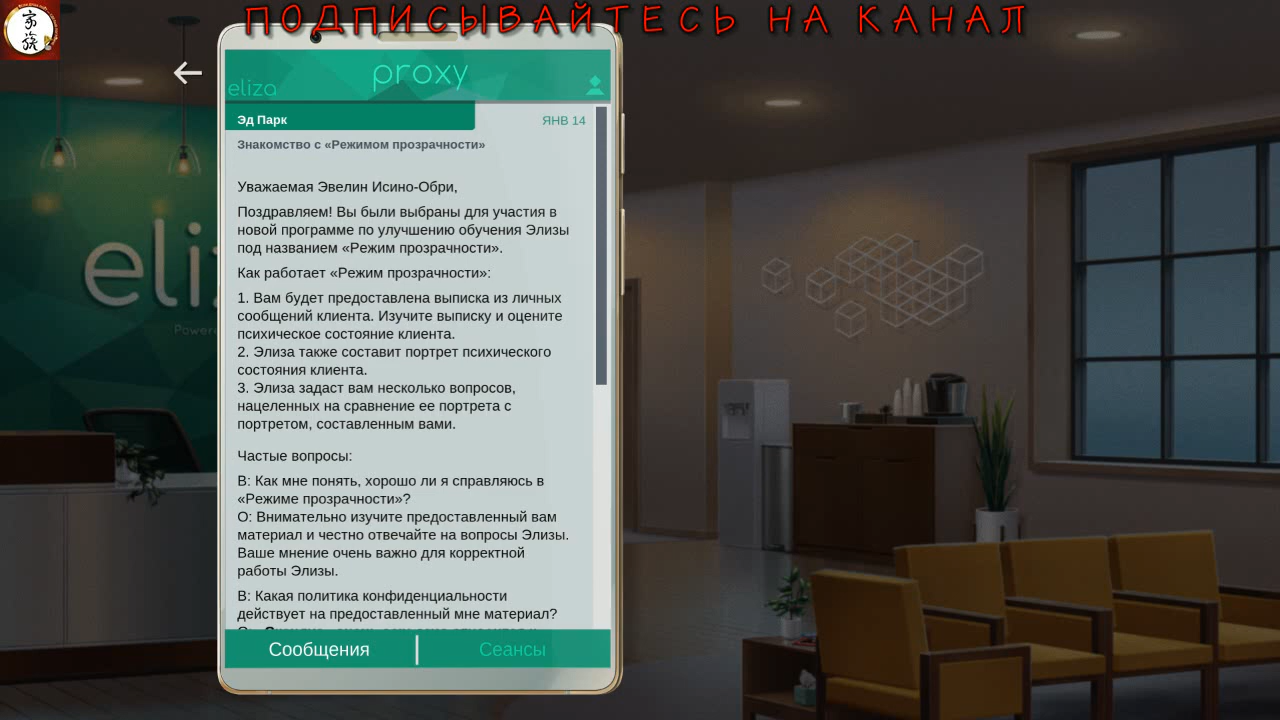 ПОДПИСЫВАЙТЕСЬ НА КАНАЛ
proxy
eliza
Эд Парк
ЯНВ 14
Знакомство с «Режимом прозрачности»
Уважаемая Эвелин Исино-Обри,
Поздравляем! Вы были выбраны для участия в
новой программе по улучшению обучения Элизы
под названием «Режим прозрачности».
Как работает «Режим прозрачности»:
1. Вам будет предоставлена выписка из личных
сообщений клиента. Изучите выписку и оцените
психическое состояние клиента.
2. Элиза также составит портрет психического
состояния клиента.
3. Элиза задаст вам несколько вопросов,
нацеленных на сравнение ее портрета с
портретом, составленным вами.
Частые вопросы:
В: Как мне понять, хорошо ли я справляюсь в
«Режиме прозрачности»?
О: Внимательно изучите предоставленный вам
материал и честно отвечайте на вопросы Элизы.
Ваше мнение очень важно для корректной
работы Элизы.
В: Какая политика конфиденциальности
действует на предоставленный мне материал?
Сообщения
Сеансы
eli
Powere